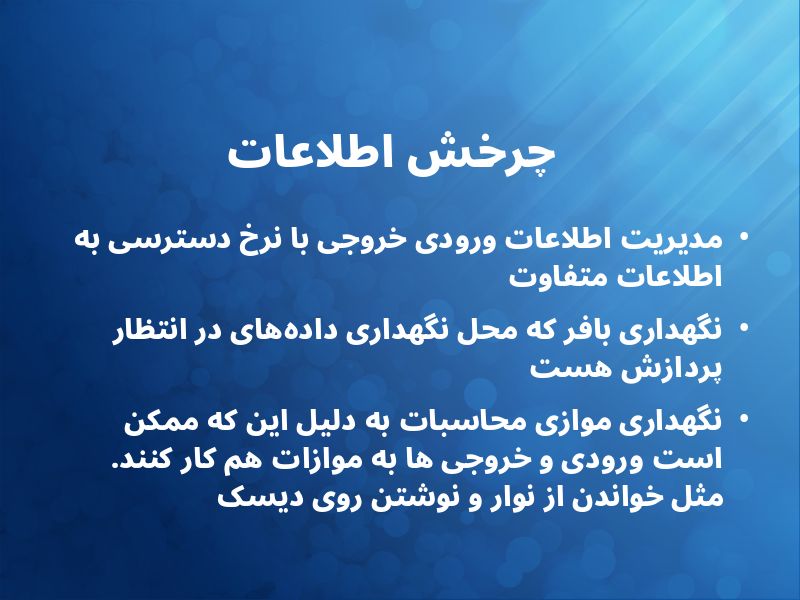 چرخش اطلاعات
• مدیریت اطلاعات ورودی خروجی با نرخ دسترسی به
اطلاعات متفاوت
• نگهداری بافر که محل نگهداری داده‌های در انتظار
پردازش هست
• نگهداری موازی محاسبات به دلیل این که ممکن
است ورودی و خروجی ها به موازات هم کار کنند.
مثل خواندن از نوار و نوشتن روی دیسک